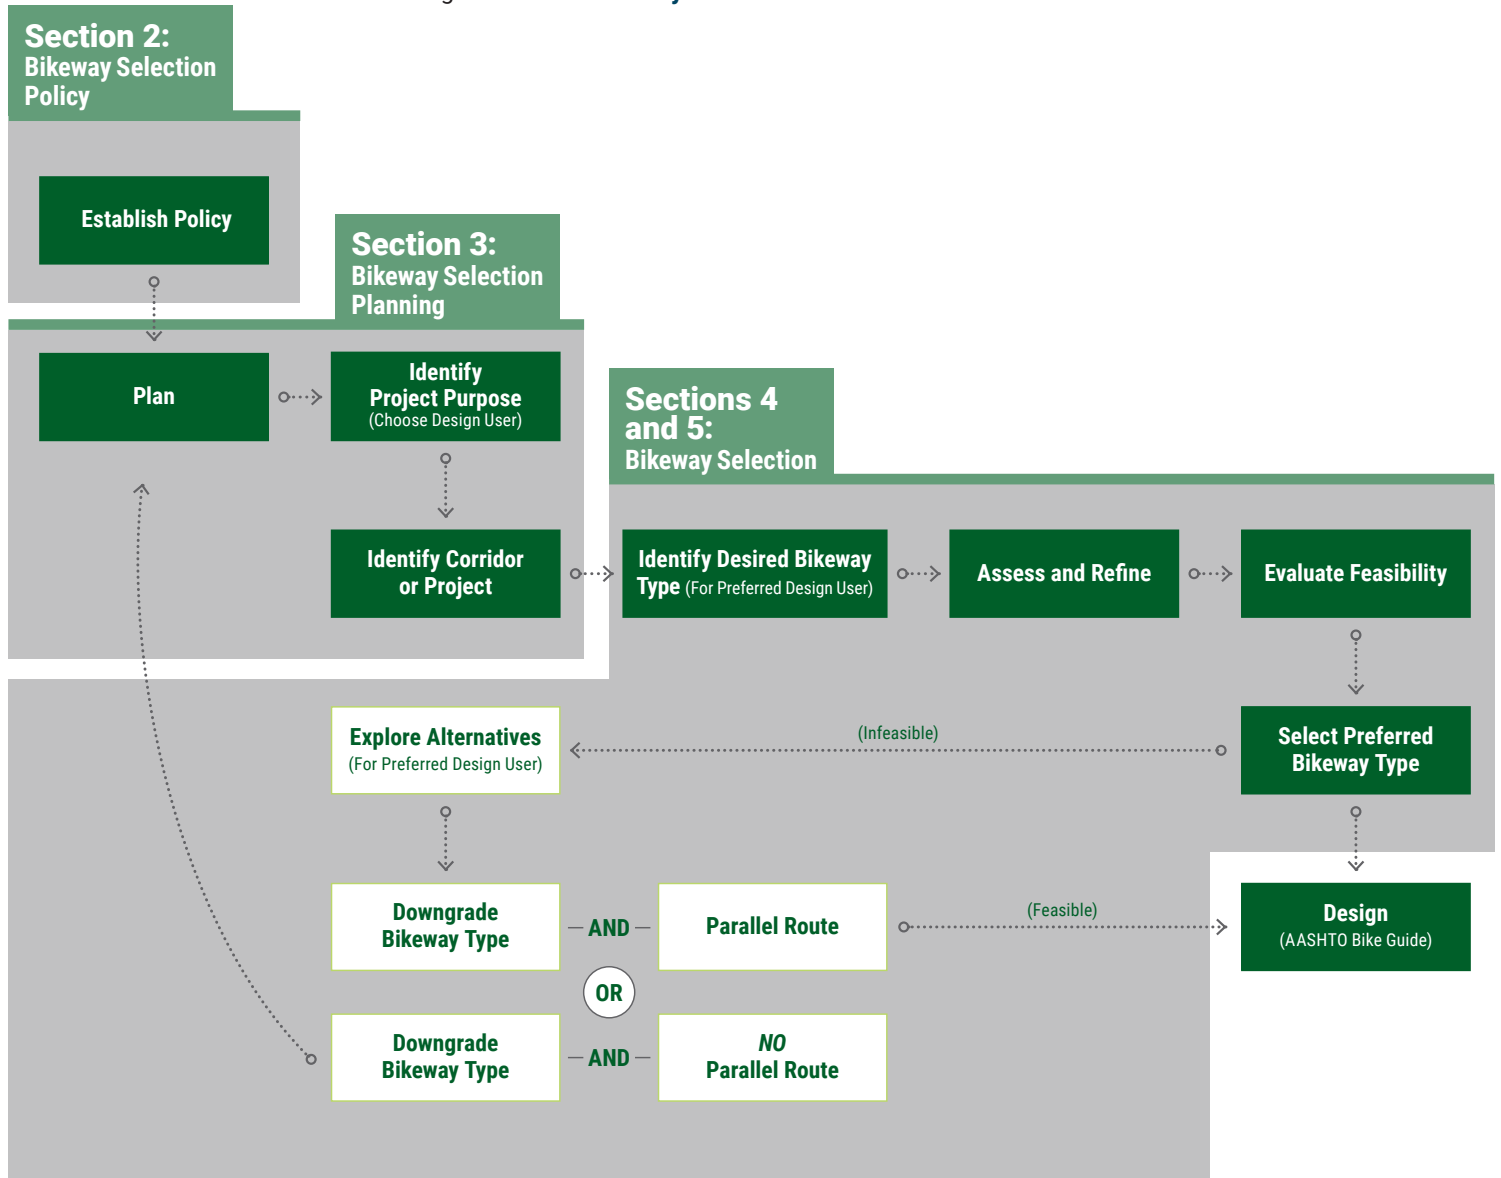 Section 2:
Bikeway Selection
Policy
Establish Policy
Section 3:
Bikeway Selection
Planning
Plan
Identify
Project Purpose
(Choose Design User)
Identify Corridor
or Project
Sections 4
and 5:
Bikeway Selection
Identify Desired Bikeway
Type (For Preferred Design User)
Assess and Refine
Evaluate Feasibility
Select Preferred
Bikeway Type
(Infeasible)
Explore Alternatives
(For Preferred Design User)
Downgrade
Bikeway Type
AND
Parallel Route
(Feasible)
Design
(AASHTO Bike Guide)
OR
Downgrade
Bikeway Type
AND
NO
Parallel Route